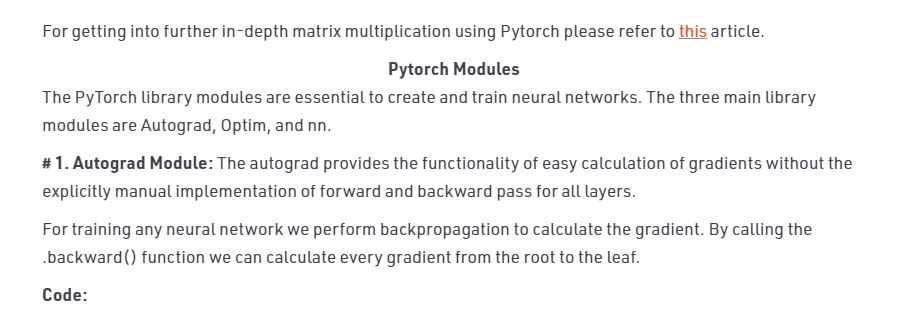 For getting into further in-depth matrix multiplication using Pytorch please refer to this article.
Pytorch Modules
The PyTorch library modules are essential to create and train neural networks. The three main library
modules are Autograd, Optim, and nn.
# 1. Autograd Module: The autograd provides the functionality of easy calculation of gradients without the
explicitly manual implementation of forward and backward pass for all layers.
For training any neural network we perform backpropagation to calculate the gradient. By calling the
.backward() function we can calculate every gradient from the root to the leaf.
Code: